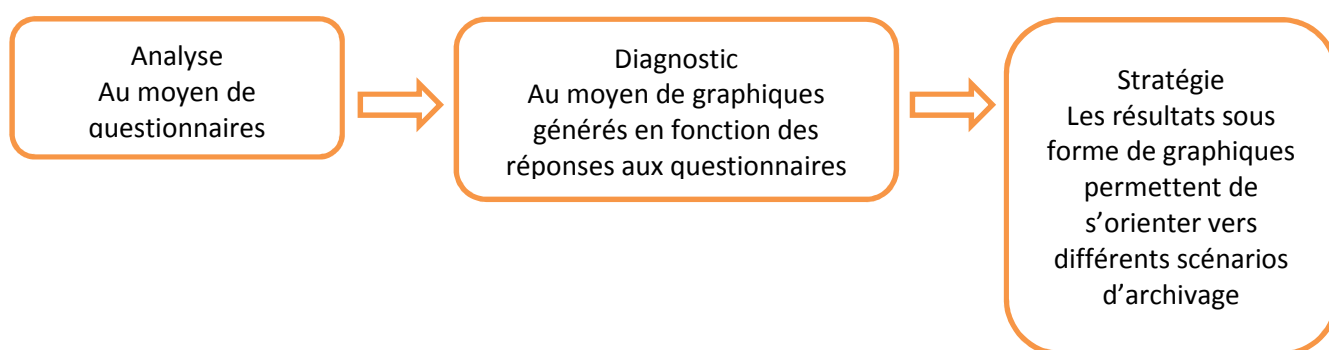 Analyse
Au moyen de
questionnaires
Diagnostic
Au moyen de graphiques
générés en fonction des
réponses aux questionnaires
Stratégie
Les résultats sous
forme de graphiques
permettent de
s’orienter vers
différents scénarios
d’archivage